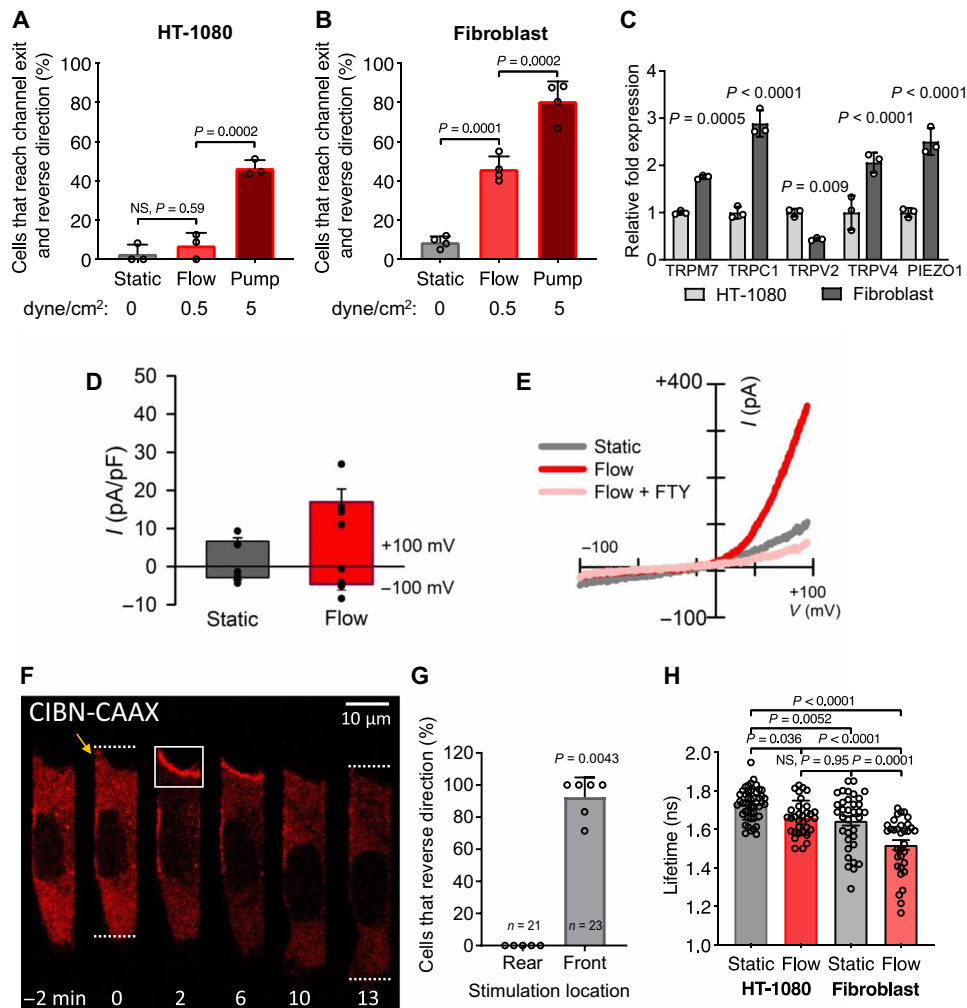 A
HT-1080
Cells that reach channel exit
and reverse direction (%)
100
80
60
40
20
0
NS, P = 0.59
P = 0.0002
Static
Flow
Pump
dyne/cm²:
0
0.5
5
B
Fibroblast
Cells that reach channel exit
and reverse direction (%)
100
80
60
40
20
0
P = 0.0001
P = 0.0002
Static
Flow
Pump
dyne/cm²:
0
0.5
5
C
Relative fold expression
4
3
2
1
0
P = 0.0005
P < 0.0001
P = 0.009
P < 0.0001
P < 0.0001
TRPM7
TRPC1
TRPV2
TRPV4
PIEZO1
HT-1080
Fibroblast
D
I (pA/pF)
50
40
30
20
10
0
−10
+100 mV
−100 mV
Static
Flow
E
+400
I (pA)
Static
Flow
Flow + FTY
−100
+100
V (mV)
−100
F
CIBN-CAAX
10 µm
−2 min
0
2
6
10
13
G
Cells that reverse direction (%)
120
100
80
60
40
20
0
P = 0.0043
n = 21
n = 23
Rear
Front
Stimulation location
H
P < 0.0001
P = 0.0052
P = 0.036
P < 0.0001
NS, P = 0.95
P = 0.0001
Lifetime (ns)
2.0
1.8
1.6
1.4
1.2
1.0
Static
Flow
Static
Flow
HT-1080
Fibroblast